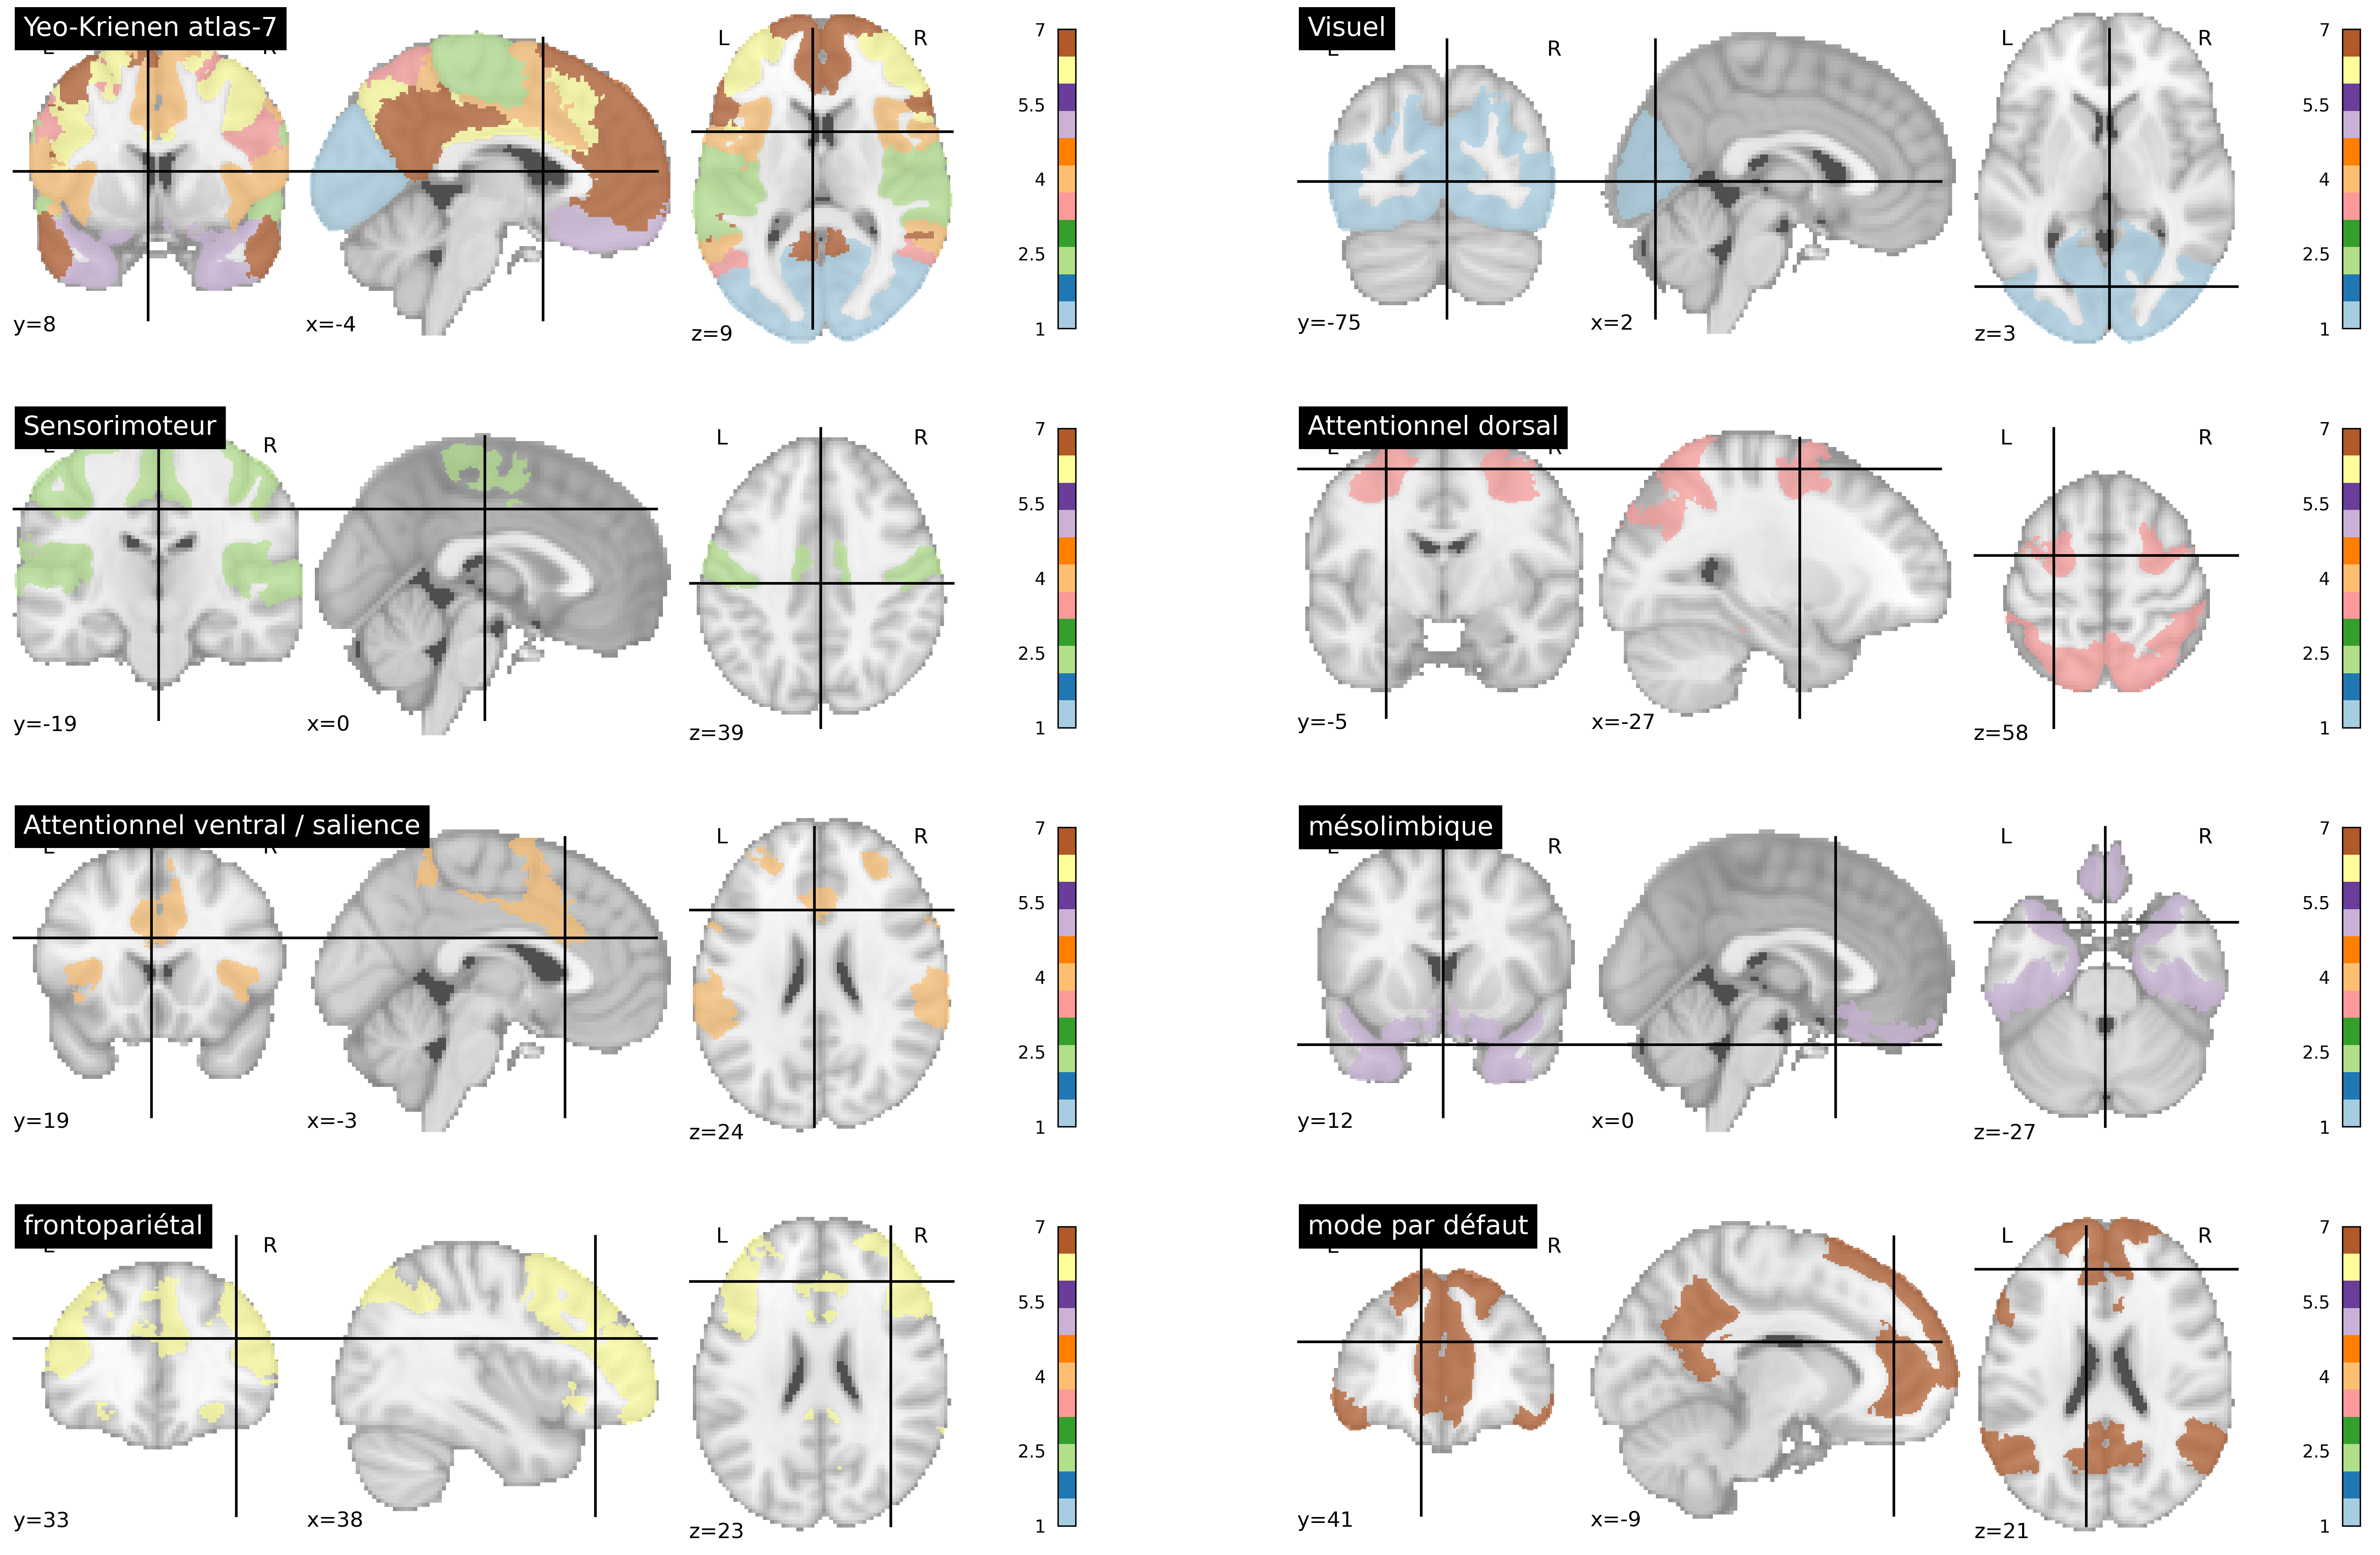 Yeo-Krienen atlas-7
L R
L R
y=8
x=-4
z=9
7
5.5
4
2.5
1
Visuel
L R
L R
y=-75
x=2
z=3
7
5.5
4
2.5
1
Sensorimoteur
L R
L R
y=-19
x=0
z=39
7
5.5
4
2.5
1
Attentionnel dorsal
L R
L R
y=-5
x=-27
z=58
7
5.5
4
2.5
1
Attentionnel ventral / salience
L R
L R
y=19
x=-3
z=24
7
5.5
4
2.5
1
mésolimbique
L R
L R
y=12
x=0
z=-27
7
5.5
4
2.5
1
frontopariétal
L R
L R
y=33
x=38
z=23
7
5.5
4
2.5
1
mode par défaut
L R
L R
y=41
x=-9
z=21
7
5.5
4
2.5
1